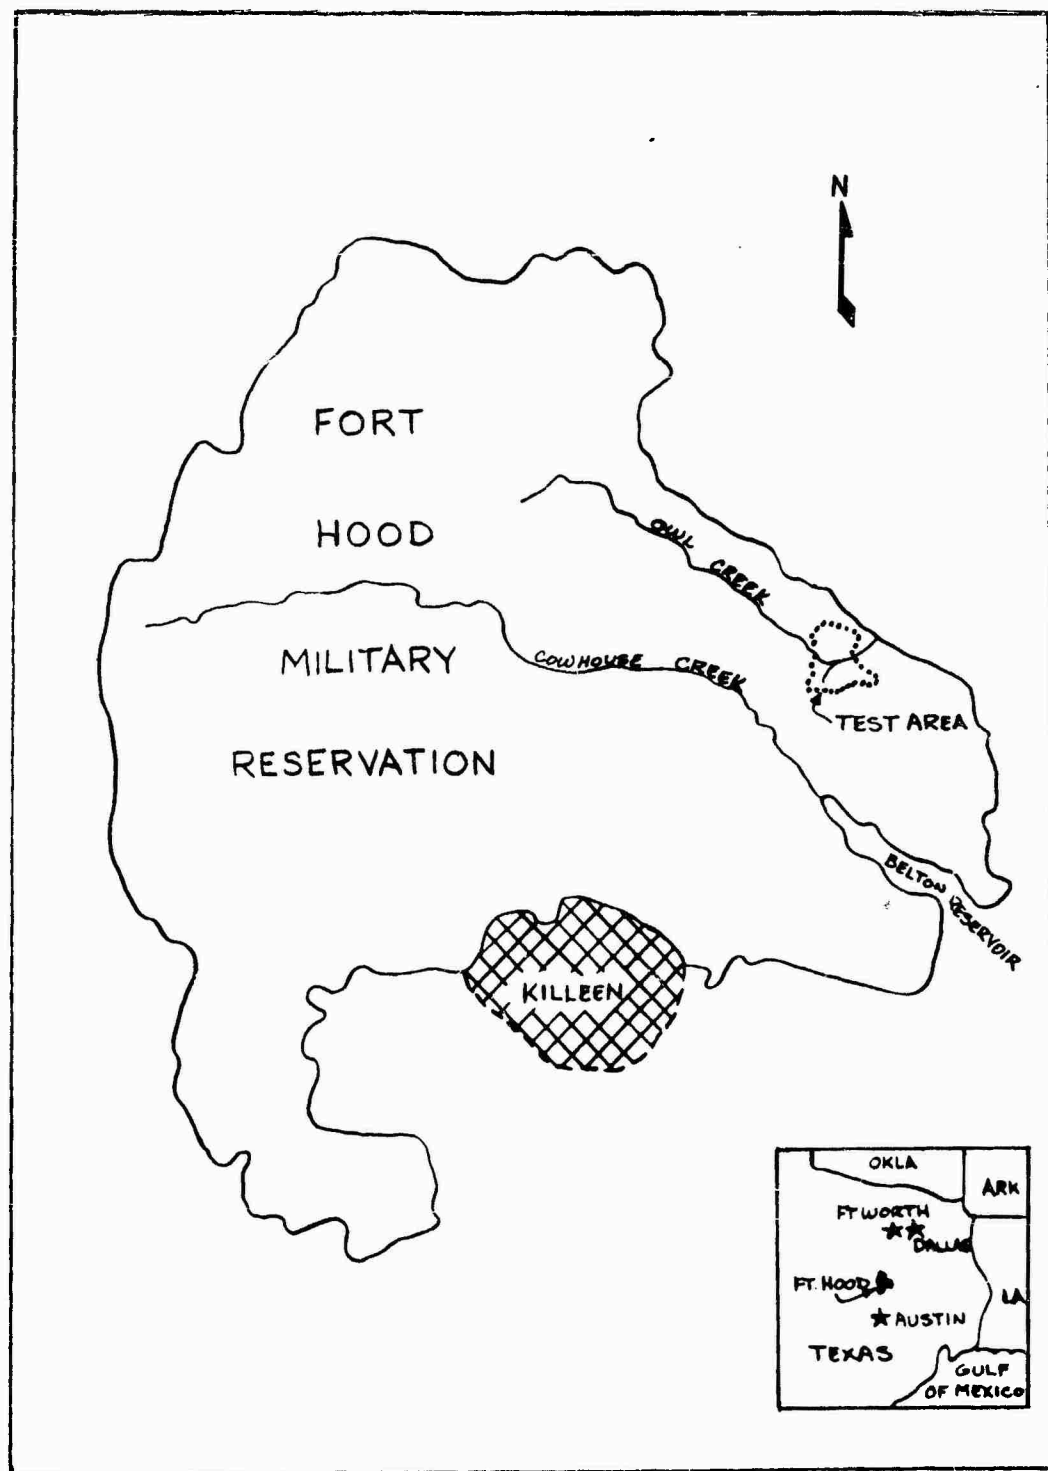 N
FORT
HOOD
MILITARY
RESERVATION
OWL CREEK
COWHOUSE CREEK
TEST AREA
BELTON RESERVOIR
KILLEEN
OKLA
ARK
FT WORTH
DALLAS
FT. HOOD
LA
AUSTIN
TEXAS
GULF
OF MEXICO